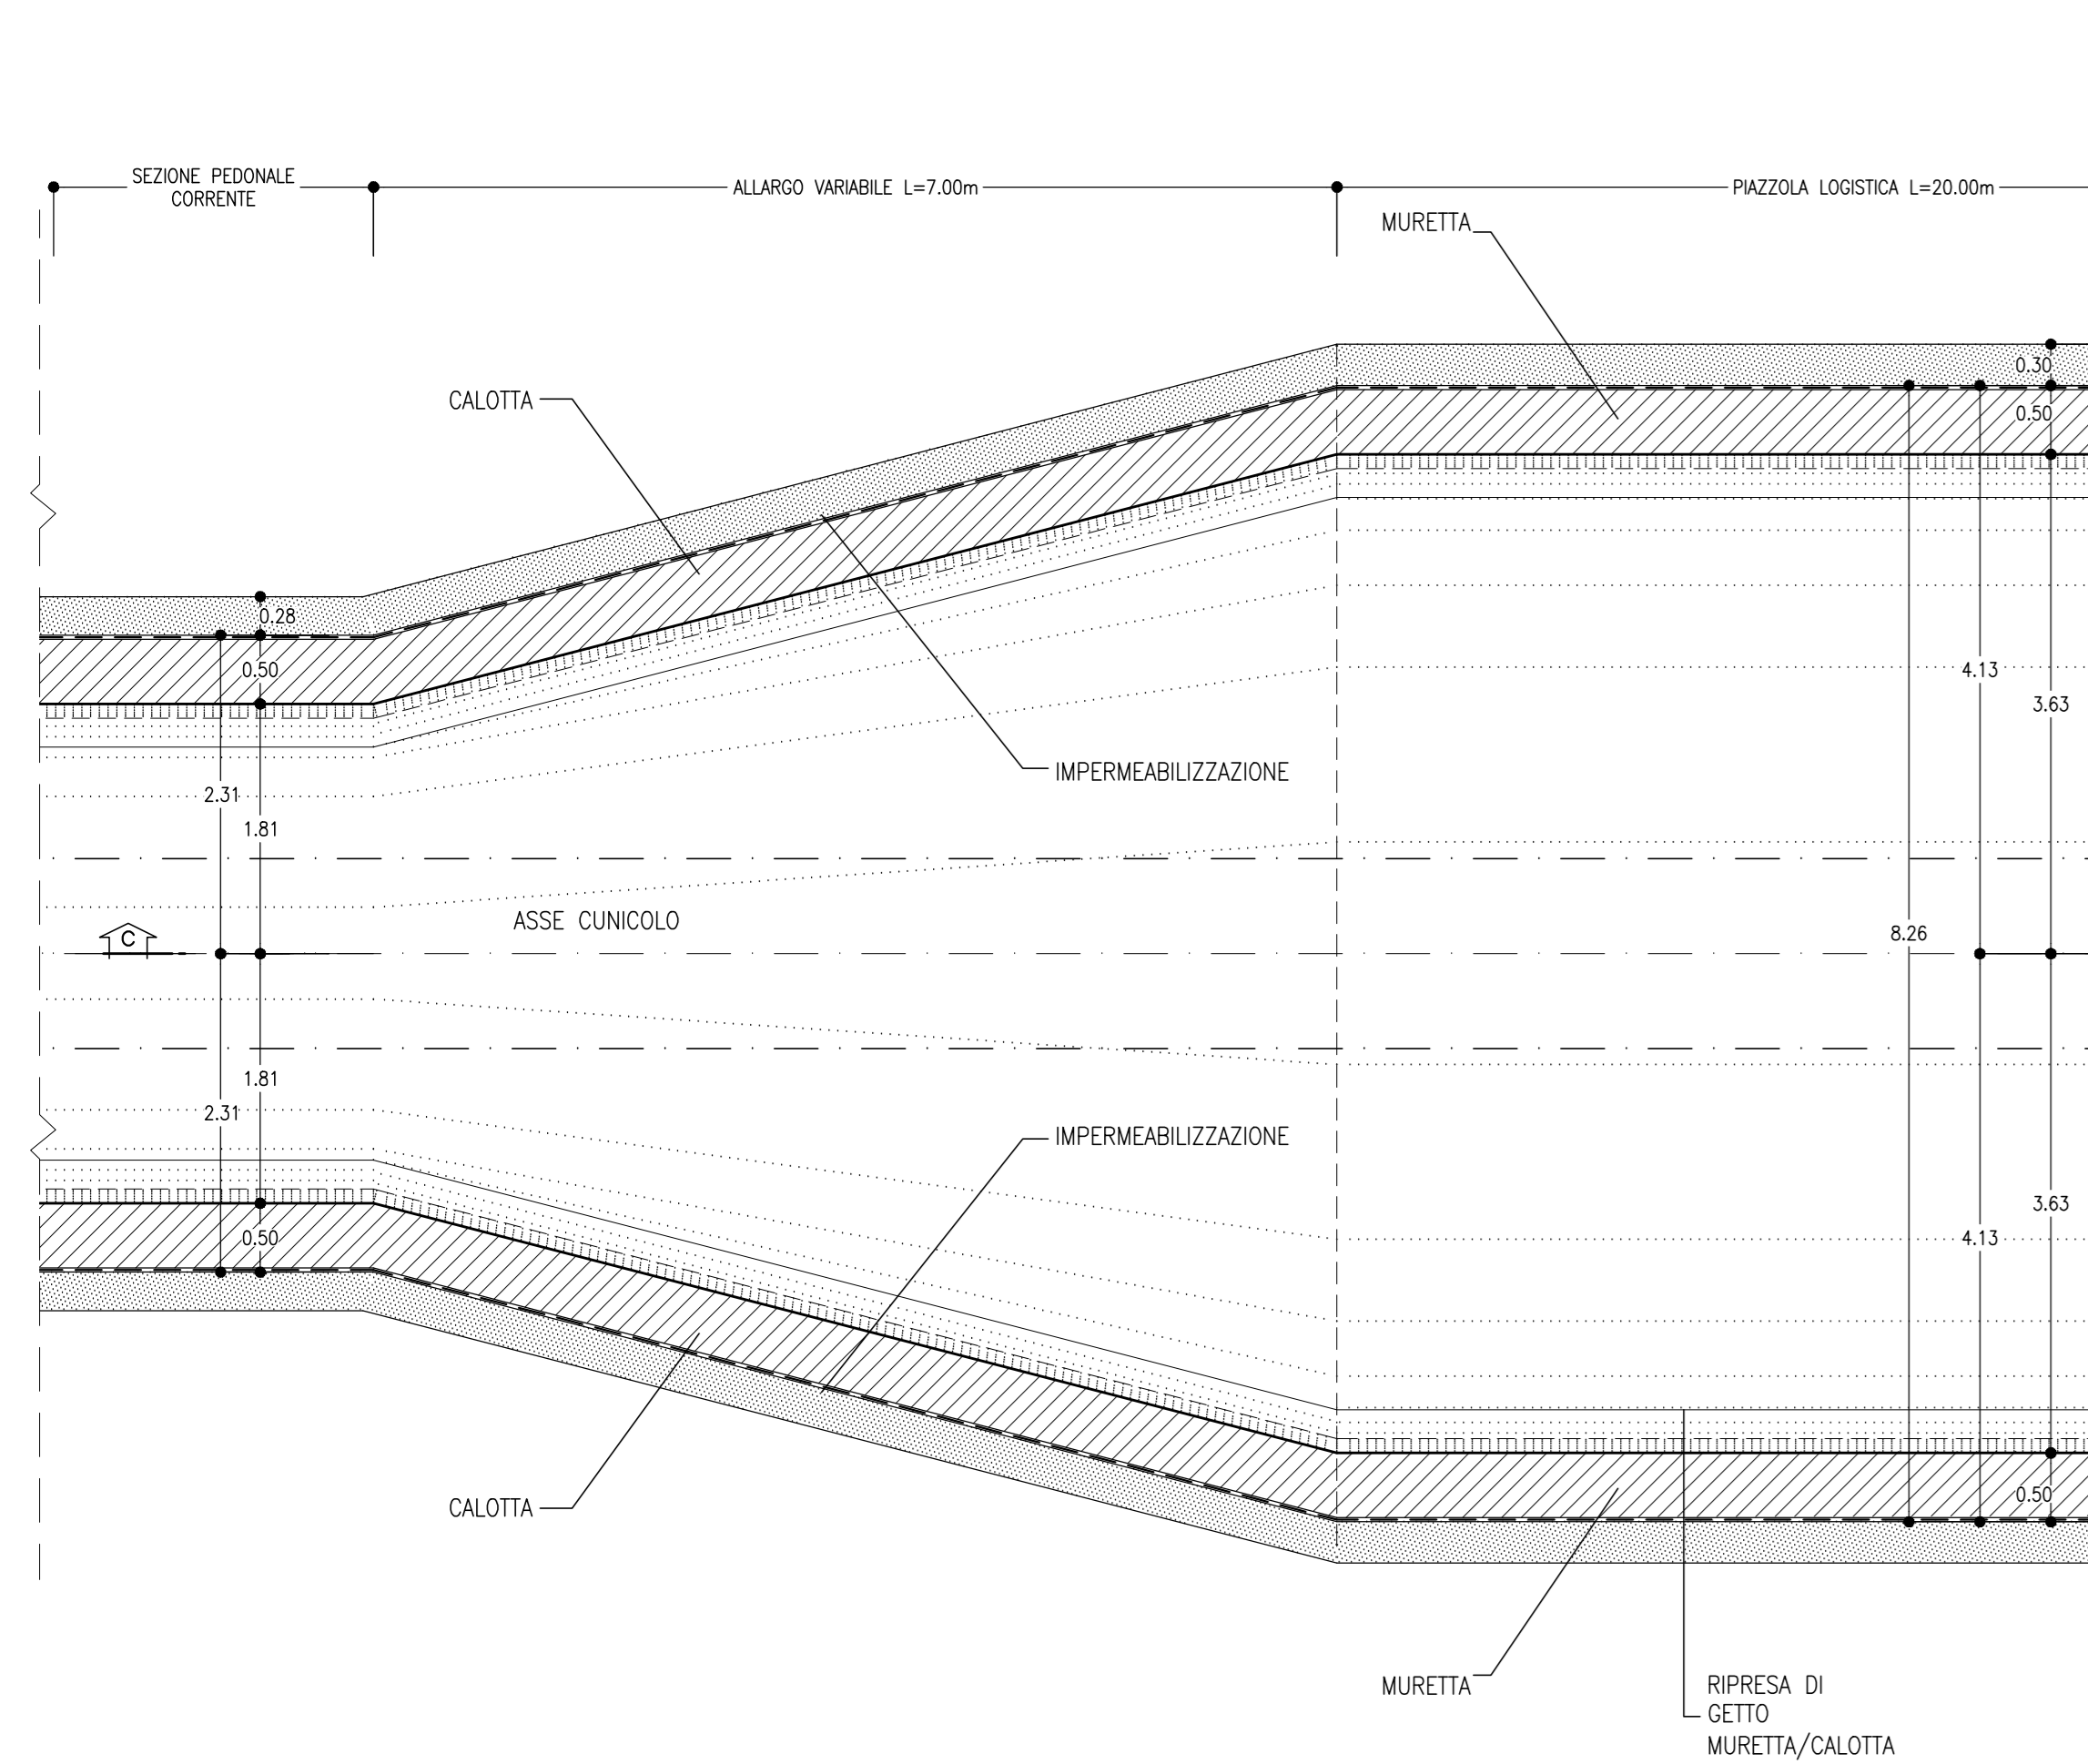 SEZIONE PEDONALE
CORRENTE
ALLARGO VARIABILE L=7.00m
PIAZZOLA LOGISTICA L=20.00m
MURETTA
0.30
CALOTTA
0.50
0.28
0.50
4.13
3.63
IMPERMEABILIZZAZIONE
2.31
1.81
ASSE CUNICOLO
C
8.26
1.81
2.31
IMPERMEABILIZZAZIONE
3.63
0.50
4.13
0.50
CALOTTA
MURETTA
RIPRESA DI
GETTO
MURETTA/CALOTTA